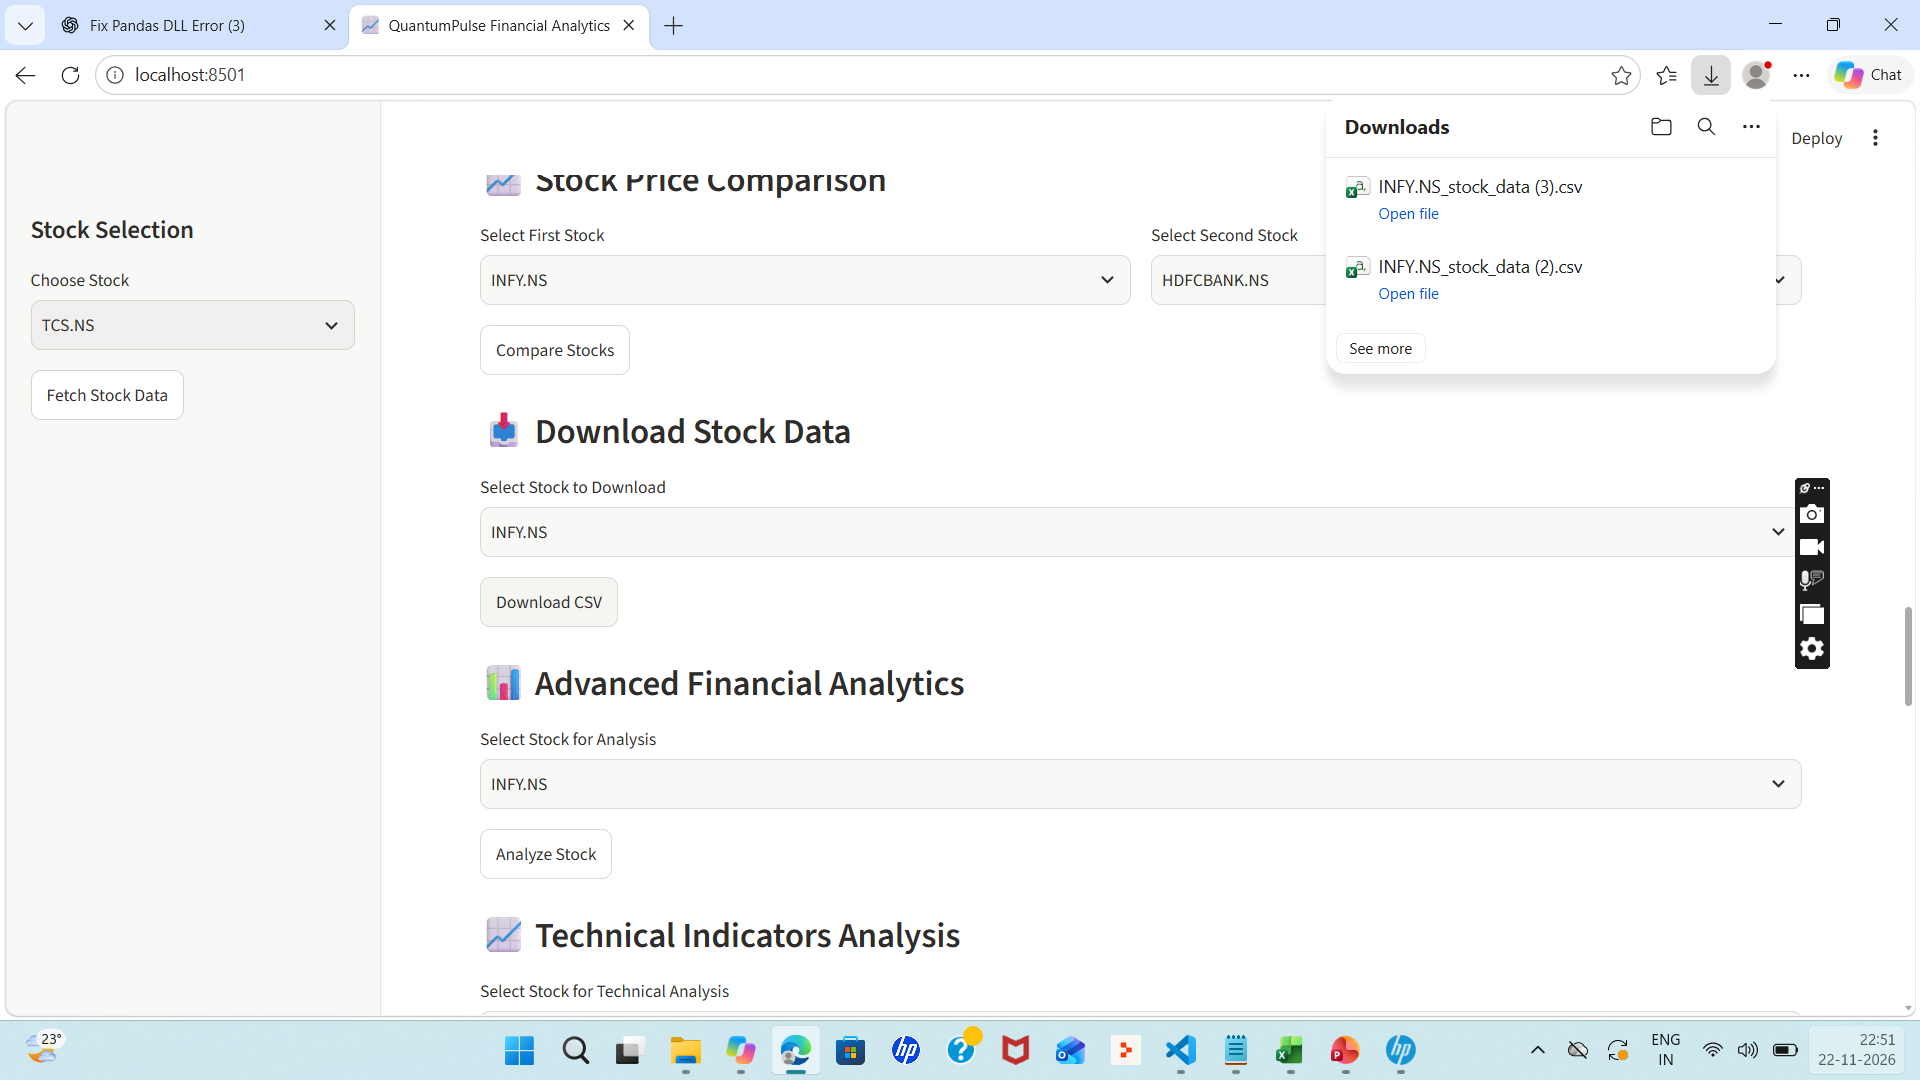 Fix Pandas DLL Error (3)
QuantumPulse Financial Analytics
localhost:8501
Chat
Downloads
INFY.NS_stock_data (3).csv
Open file
INFY.NS_stock_data (2).csv
Open file
See more
Deploy
Stock Selection
Choose Stock
TCS.NS
Fetch Stock Data
Stock Price Comparison
Select First Stock
INFY.NS
Select Second Stock
HDFCBANK.NS
Compare Stocks
Download Stock Data
Select Stock to Download
INFY.NS
Download CSV
Advanced Financial Analytics
Select Stock for Analysis
INFY.NS
Analyze Stock
Technical Indicators Analysis
Select Stock for Technical Analysis
23°
ENG
IN
22:51
22-11-2026